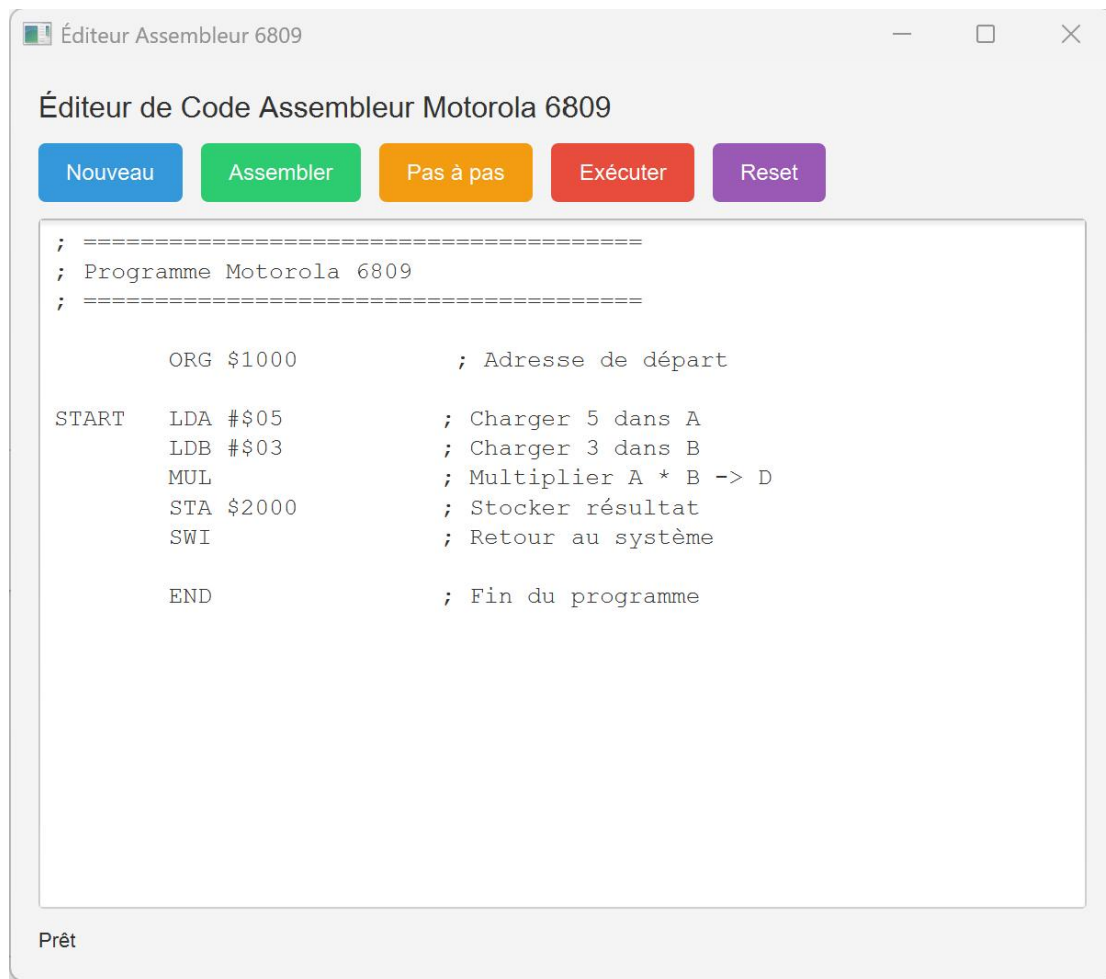 Éditeur Assembleur 6809
Éditeur de Code Assembleur Motorola 6809
Nouveau Assembler Pas à pas Exécuter Reset
; =======================================
; Programme Motorola 6809
; =======================================
ORG $1000 ; Adresse de départ
START LDA #$05 ; Charger 5 dans A
LDB #$03 ; Charger 3 dans B
MUL ; Multiplier A * B -> D
STA $2000 ; Stocker résultat
SWI ; Retour au système
END ; Fin du programme
Prêt